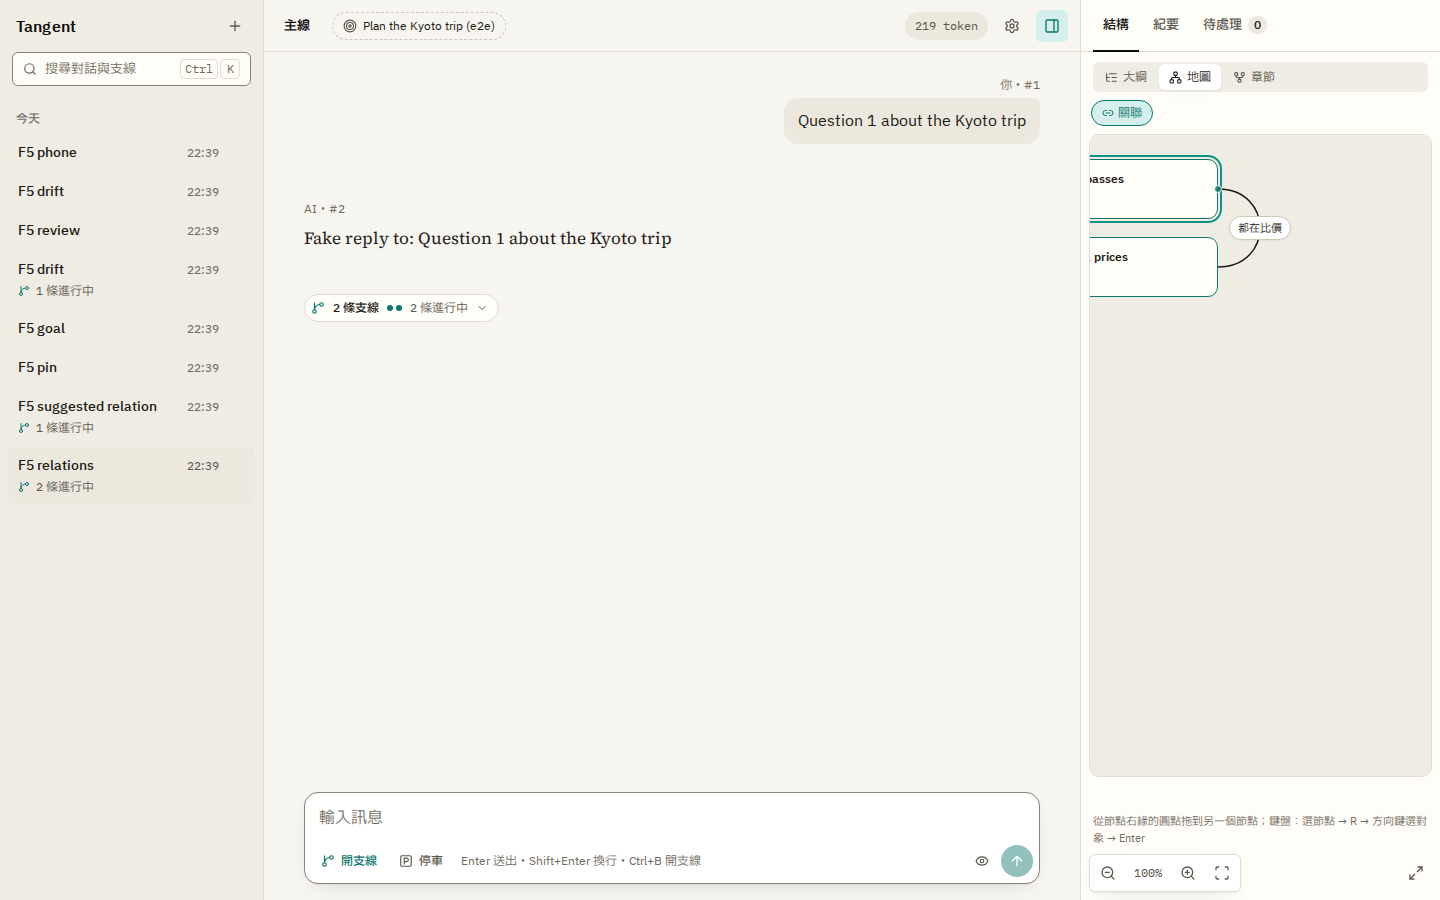 Tangent
搜尋對話與支線 Ctrl K
今天
F5 phone 22:39
F5 drift 22:39
F5 review 22:39
F5 drift 22:39
1 條進行中
F5 goal 22:39
F5 pin 22:39
F5 suggested relation 22:39
1 條進行中
F5 relations 22:39
2 條進行中
主線 Plan the Kyoto trip (e2e) 219 token
你・#1
Question 1 about the Kyoto trip
AI・#2
Fake reply to: Question 1 about the Kyoto trip
2 條支線 2 條進行中
輸入訊息
開支線 停車 Enter 送出・Shift+Enter 換行・Ctrl+B 開支線
結構 紀要 待處理 0
大綱 地圖 章節
關聯
asses
都在比價
prices
從節點右緣的圓點拖到另一個節點；鍵盤：選節點 → R → 方向鍵選對
象 → Enter
100%